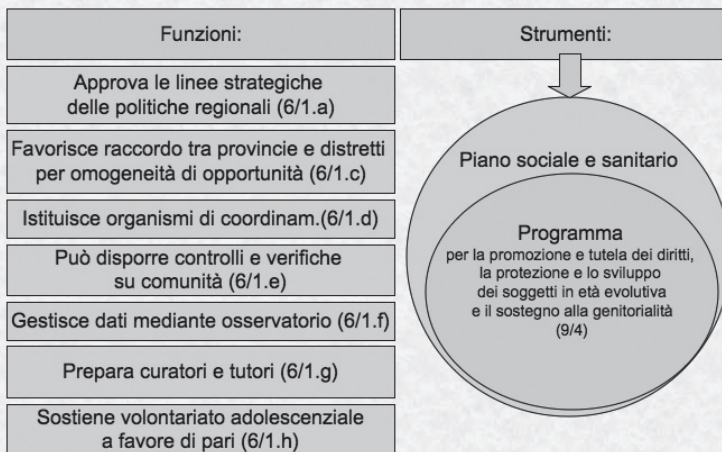 Funzioni:
Approva le linee strategiche
delle politiche regionali (6/1.a)
Favorisce raccordo tra provincie e distretti
per omogeneità di opportunità (6/1.c)
Istituisce organismi di coordinam.(6/1.d)
Può disporre controlli e verifiche
su comunità (6/1.e)
Gestisce dati mediante osservatorio (6/1.f)
Prepara curatori e tutori (6/1.g)
Sostiene volontariato adolescenziale
a favore di pari (6/1.h)
Strumenti:
Piano sociale e sanitario
Programma
per la promozione e tutela dei diritti,
la protezione e lo sviluppo
dei soggetti in età evolutiva
e il sostegno alla genitorialità
(9/4)